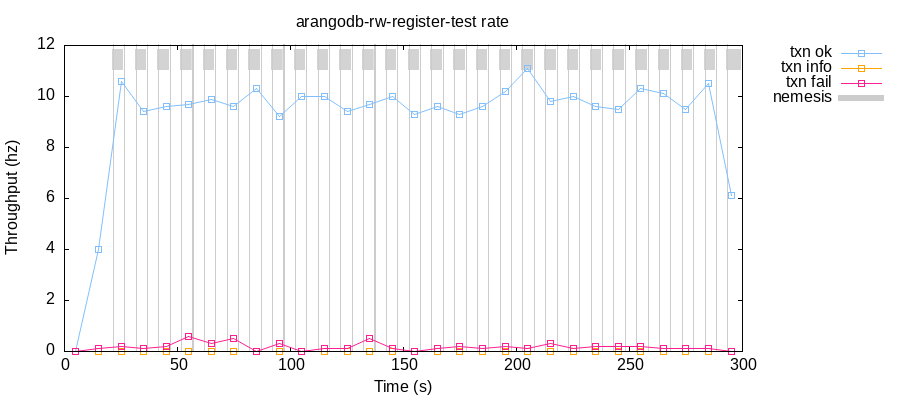 arangodb-rw-register-test rate
12
10
8
6
4
2
0
0 50 100 150 200 250 300
Throughput (hz)
Time (s)
txn ok
txn info
txn fail
nemesis